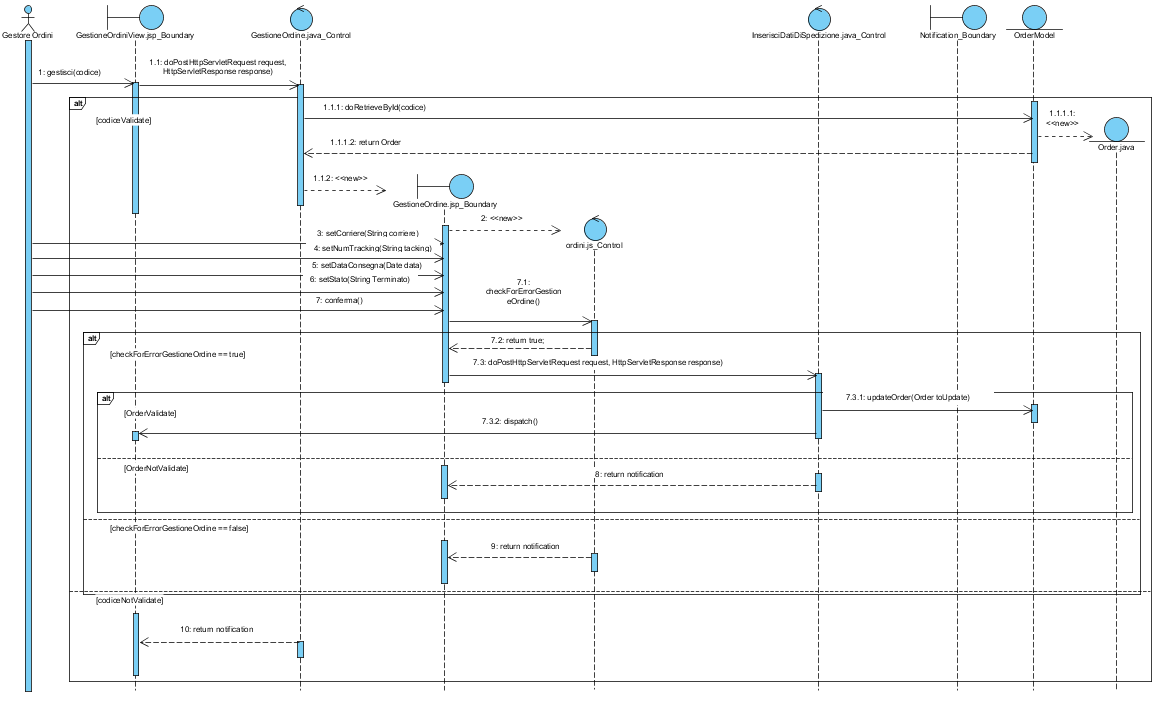 Gestore Ordini
GestioneOrdiniView.jsp_Boundary
GestioneOrdine.java_Control
InserisciDatiDiSpedizione.java_Control
Notification_Boundary
OrderModel
1: gestisci(codice)
1.1: doPostHttpServletRequest request,
HttpServletResponse response)
alt
[codiceValidate]
1.1.1: doRetrieveById(codice)
1.1.1.1:
<<new>>
Order.java
1.1.1.2: return Order
1.1.2: <<new>>
GestioneOrdine.jsp_Boundary
2: <<new>>
ordini.js_Control
3: setCorriere(String corriere)
4: setNumTracking(String tacking)
5: setDataConsegna(Date data)
6: setStato(String Terminato)
7: conferma()
7.1:
checkForErrorGestion
eOrdine()
alt
[checkForErrorGestioneOrdine == true]
7.2: return true;
7.3: doPostHttpServletRequest request, HttpServletResponse response)
alt
[OrderValidate]
7.3.1: updateOrder(Order toUpdate)
7.3.2: dispatch()
[OrderNotValidate]
8: return notification
[checkForErrorGestioneOrdine == false]
9: return notification
[codiceNotValidate]
10: return notification